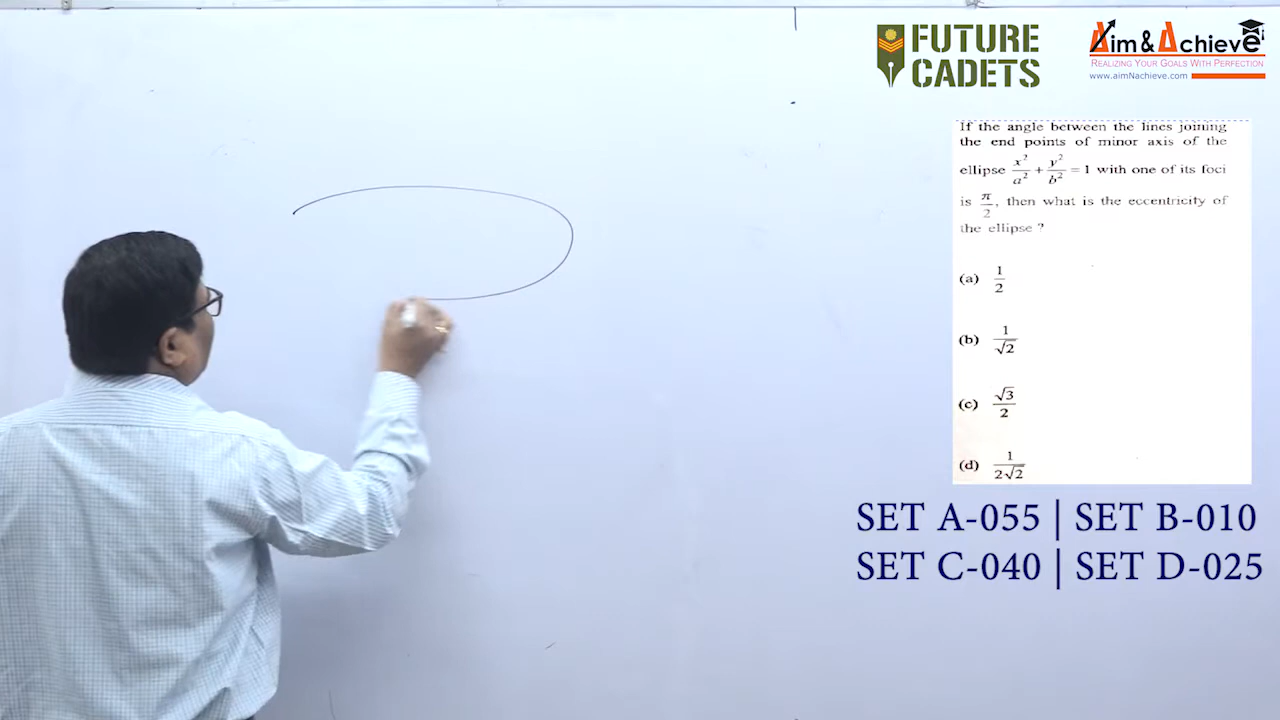 FUTURE
CADETS
Aim & Achieve
REALIZING YOUR GOALS WITH PERFECTION
www.aimNachieve.com
If the angle between the lines joining
the end points of minor axis of the
ellipse x²/a² + y²/b² = 1 with one of its foci
is π/2, then what is the eccentricity of
the ellipse ?
(a) 1/2
(b) 1/√2
(c) √3/2
(d) 1/2√2
SET A-055 | SET B-010
SET C-040 | SET D-025